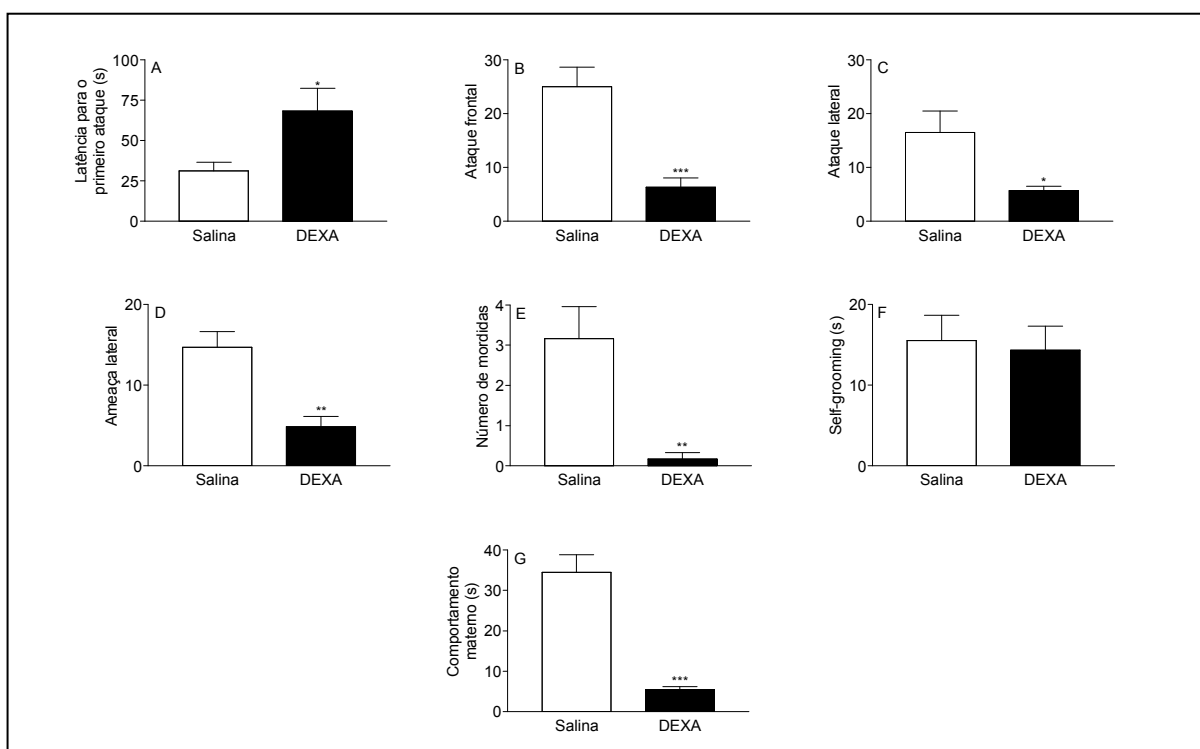 A
Latência para o
primeiro ataque (s)
100
75
50
25
0
*
Salina
DEXA
B
Ataque frontal
30
20
10
0
***
Salina
DEXA
C
Ataque lateral
30
20
10
0
*
Salina
DEXA
D
Ameaça lateral
20
10
0
**
Salina
DEXA
E
Número de mordidas
4
3
2
1
0
**
Salina
DEXA
F
Self-grooming (s)
20
10
0
Salina
DEXA
G
Comportamento
materno (s)
40
30
20
10
0
***
Salina
DEXA